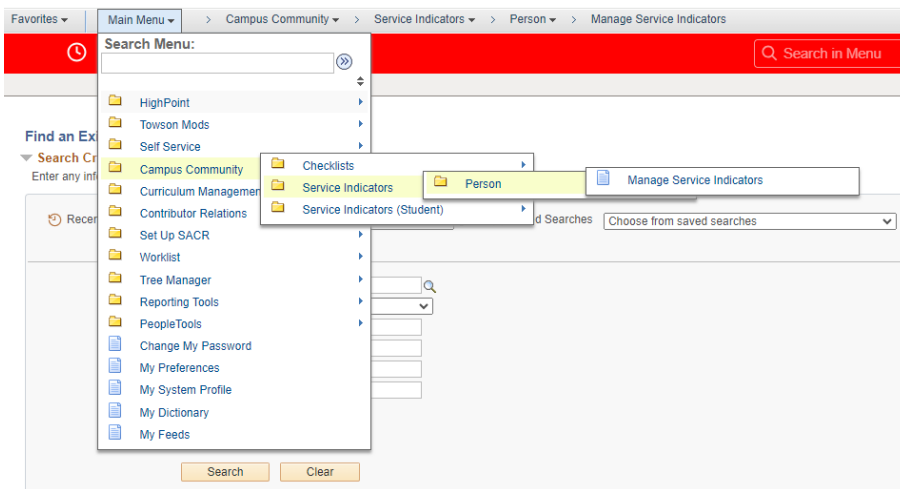 Favorites Main Menu > Campus Community > Service Indicators > Person > Manage Service Indicators
Search in Menu
Search Menu:
HighPoint
Towson Mods
Self Service
Campus Community
Curriculum Managemen
Contributor Relations
Set Up SACR
Worklist
Tree Manager
Reporting Tools
PeopleTools
Change My Password
My Preferences
My System Profile
My Dictionary
My Feeds
Checklists
Service Indicators
Service Indicators (Student)
Person
Manage Service Indicators
Find an Exi
Search Cr
Enter any inf
Recen
d Searches Choose from saved searches
Search Clear